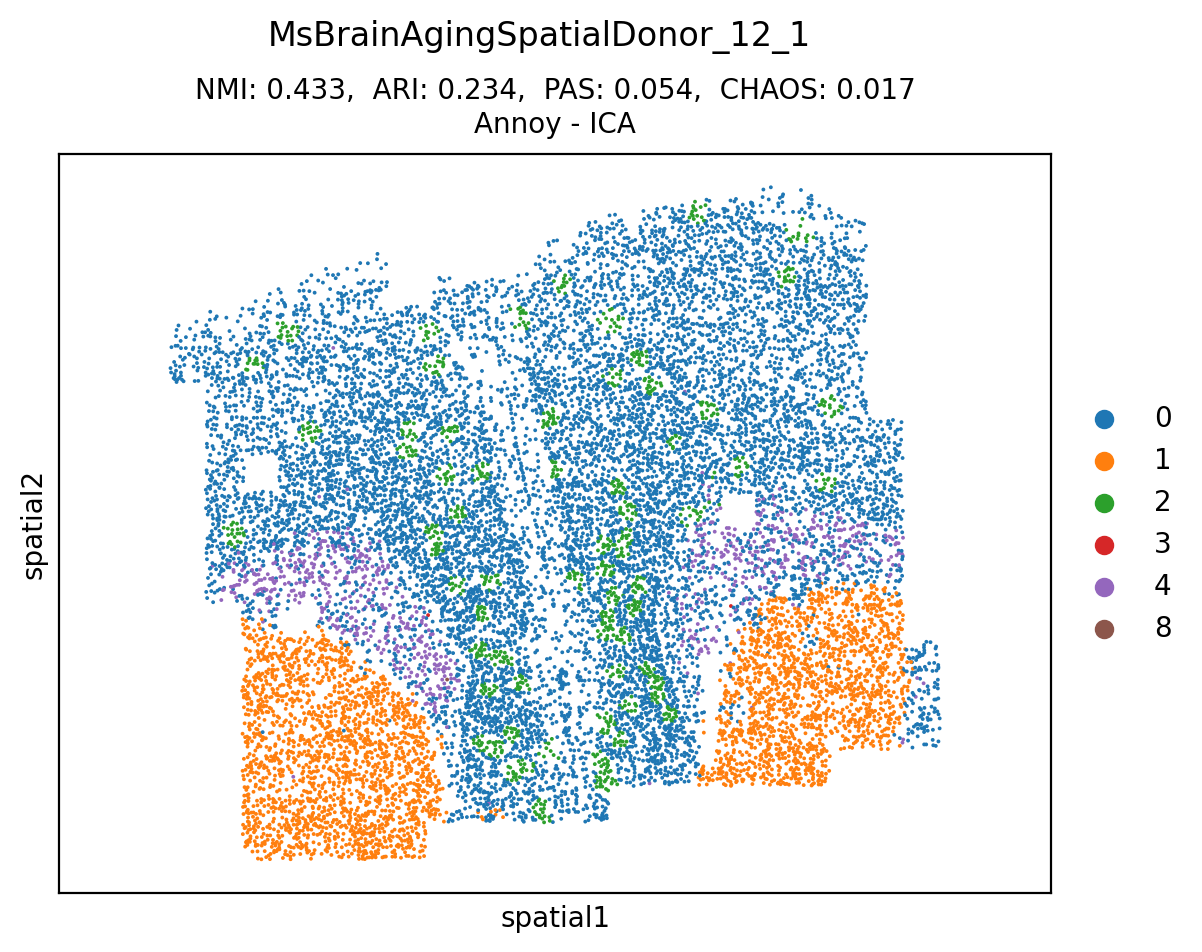 MsBrainAgingSpatialDonor_12_1
NMI: 0.433,  ARI: 0.234,  PAS: 0.054,  CHAOS: 0.017
Annoy - ICA
spatial2
0
1
2
3
4
8
spatial1